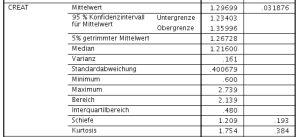 CREAT Mittelwert 1.29699 .031876
95 % Konfidenzintervall für Mittelwert Untergrenze 1.23403
Obergrenze 1.35996
5% getrimmter Mittelwert 1.26728
Median 1.21600
Varianz .161
Standardabweichung .400679
Minimum .600
Maximum 2.739
Bereich 2.139
Interquartilbereich .480
Schiefe 1.209 .193
Kurtosis 1.754 .384